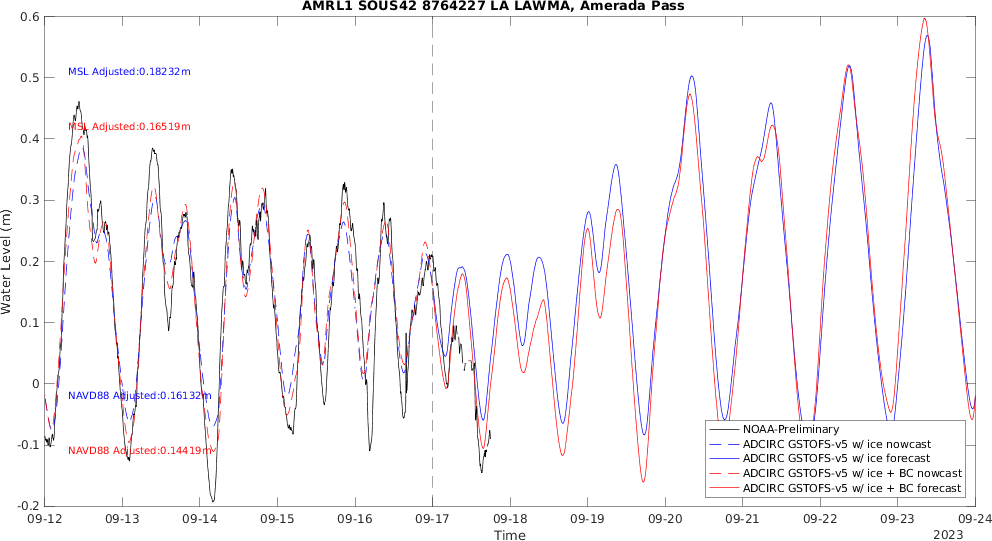 AMRL1 SOUS42 8764227 LA LAWMA, Amerada Pass
0.6
0.5
0.4
0.3
0.2
0.1
0
-0.1
-0.2
Water Level (m)
MSL Adjusted:0.18232m
MSL Adjusted:0.16519m
NAVD88 Adjusted:0.16132m
NAVD88 Adjusted:0.14419m
NOAA-Preliminary
ADCIRC GSTOFS-v5 w/ ice nowcast
ADCIRC GSTOFS-v5 w/ ice forecast
ADCIRC GSTOFS-v5 w/ ice + BC nowcast
ADCIRC GSTOFS-v5 w/ ice + BC forecast
09-12 09-13 09-14 09-15 09-16 09-17 09-18 09-19 09-20 09-21 09-22 09-23 09-24
Time
2023